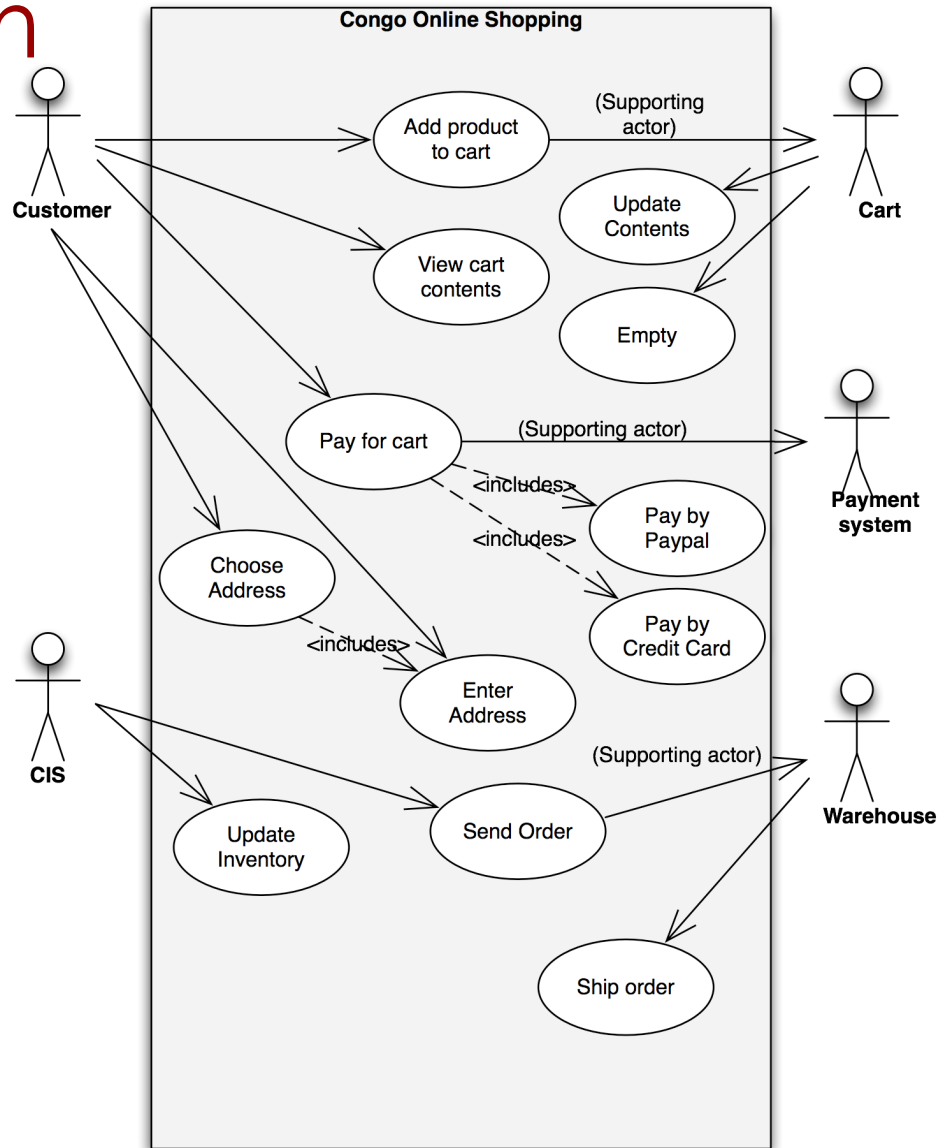 n
Congo Online Shopping
(Supporting
actor)
Add product
to cart
Customer
Cart
Update
Contents
View cart
contents
Empty
Pay for cart
(Supporting actor)
<includes>
Payment
system
Pay by
Paypal
<includes>
Choose
Address
Pay by
Credit Card
<includes>
Enter
Address
CIS
(Supporting actor)
Warehouse
Update
Inventory
Send Order
Ship order